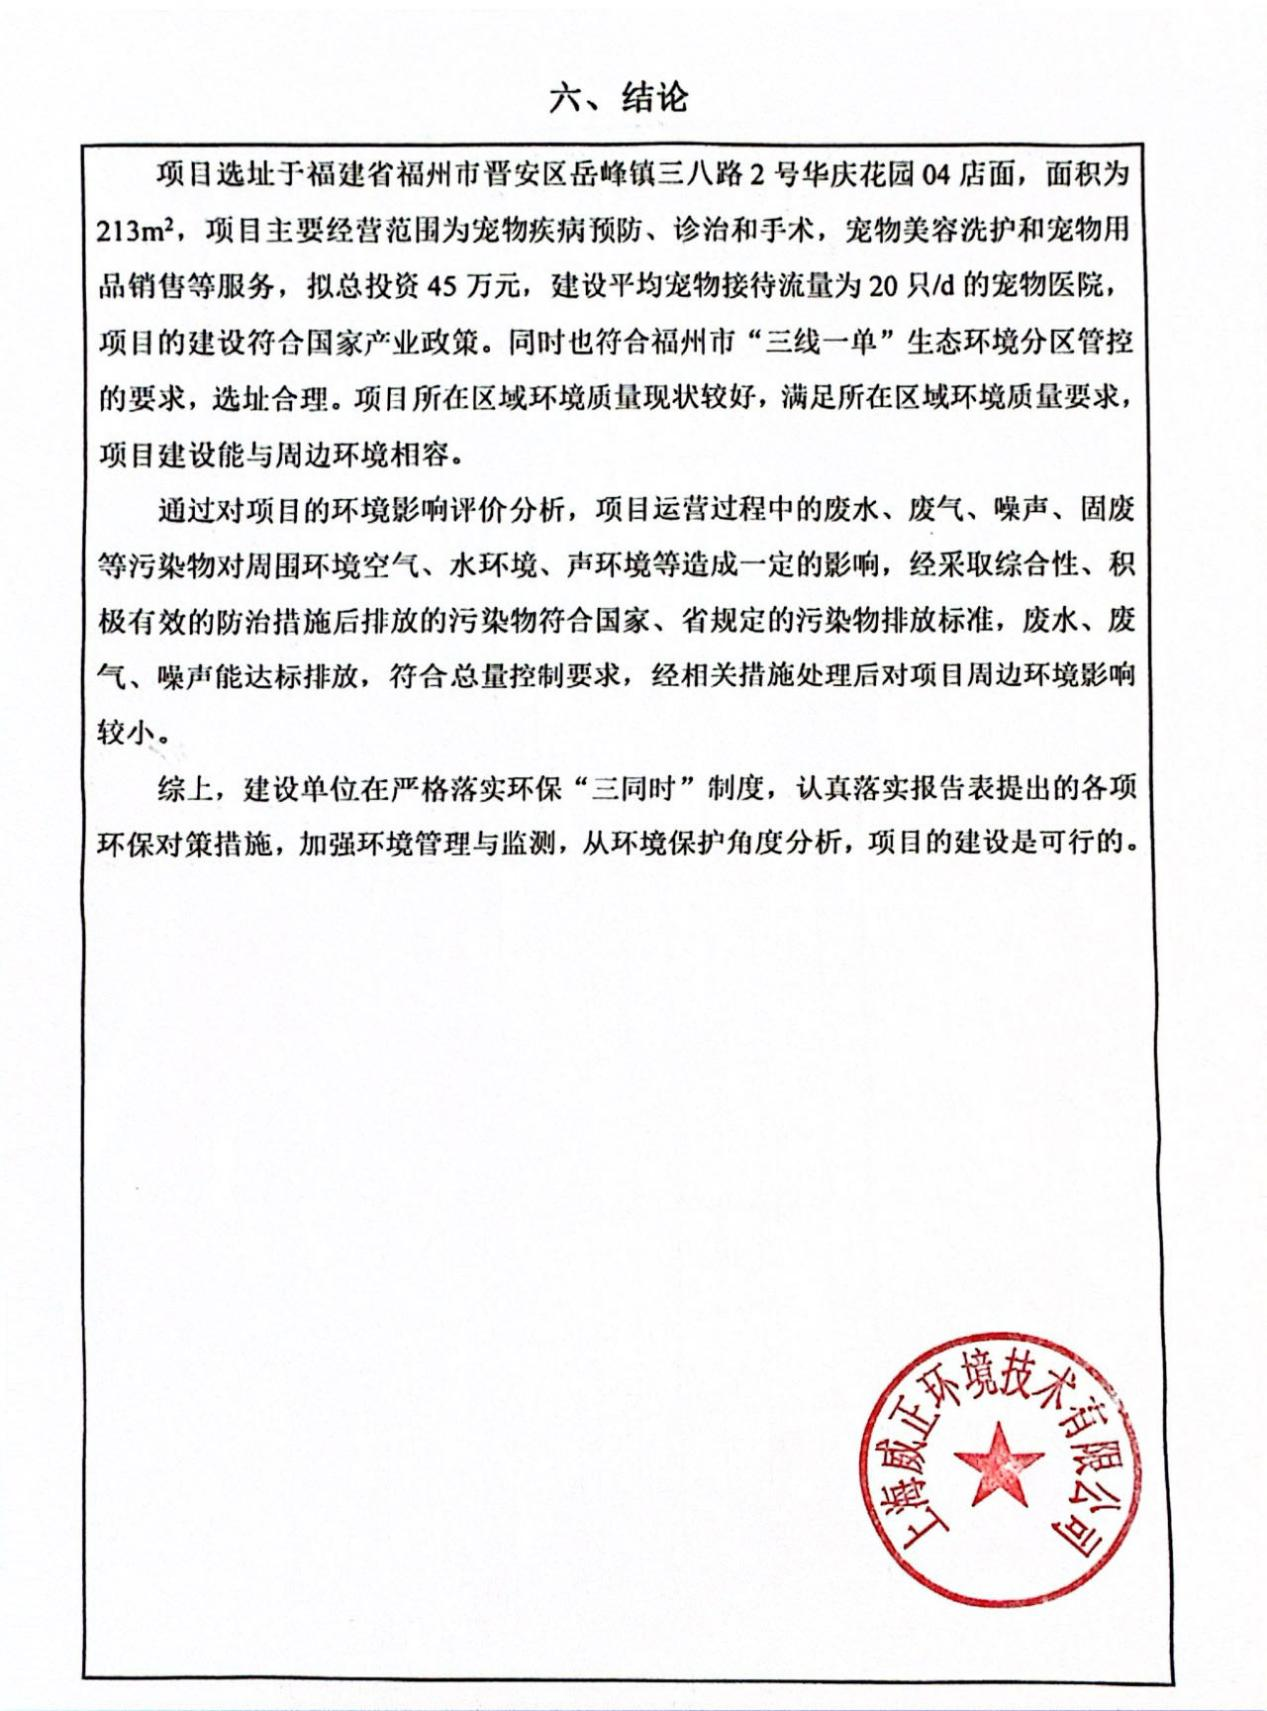 六、结论
项目选址于福建省福州市晋安区岳峰镇三八路 2 号华庆花园 04 店面，面积为
213m²，项目主要经营范围为宠物疾病预防、诊治和手术，宠物美容洗护和宠物用
品销售等服务，拟总投资 45 万元，建设平均宠物接待流量为 20 只/d 的宠物医院，
项目的建设符合国家产业政策。同时也符合福州市“三线一单”生态环境分区管控
的要求，选址合理。项目所在区域环境质量现状较好，满足所在区域环境质量要求，
项目建设能与周边环境相容。
通过对项目的环境影响评价分析，项目运营过程中的废水、废气、噪声、固废
等污染物对周围环境空气、水环境、声环境等造成一定的影响，经采取综合性、积
极有效的防治措施后排放的污染物符合国家、省规定的污染物排放标准，废水、废
气、噪声能达标排放，符合总量控制要求，经相关措施处理后对项目周边环境影响
较小。
综上，建设单位在严格落实环保“三同时”制度，认真落实报告表提出的各项
环保对策措施，加强环境管理与监测，从环境保护角度分析，项目的建设是可行的。
上海威正环境技术有限公司